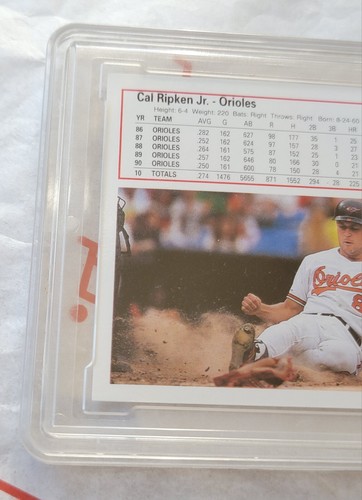 Cal Ripken Jr. - Orioles
Height: 6-4 Weight: 220 Bats: Right Throws: Right Born: 8-24-60
YR TEAM AVG G AB R H 2B 3B HR
86 ORIOLES .282 162 627 98 177 35 1 25
87 ORIOLES .252 162 624 97 157 28 3 27
88 ORIOLES .264 161 575 87 152 25 1 23
89 ORIOLES .257 162 646 80 166 30 0 21
90 ORIOLES .250 161 600 78 150 28 4 21
10 TOTALS .274 1476 5655 871 1552 294 28 225
Orioles